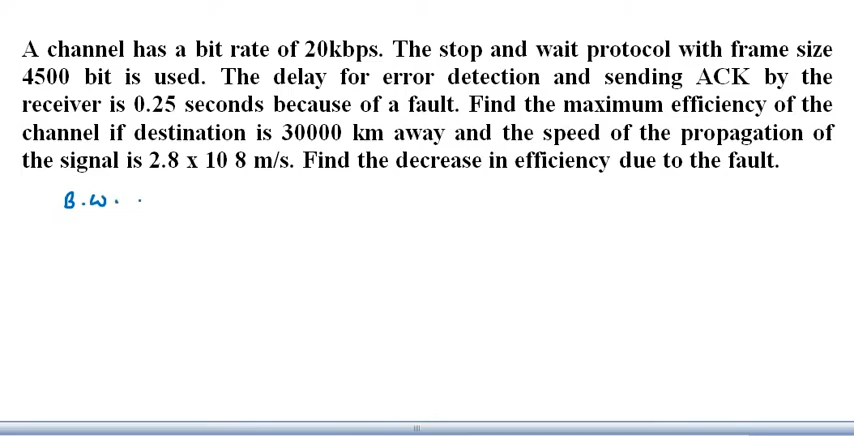 A channel has a bit rate of 20kbps. The stop and wait protocol with frame size
4500 bit is used. The delay for error detection and sending ACK by the
receiver is 0.25 seconds because of a fault. Find the maximum efficiency of the
channel if destination is 30000 km away and the speed of the propagation of
the signal is 2.8 x 10 8 m/s. Find the decrease in efficiency due to the fault.
B.W. .